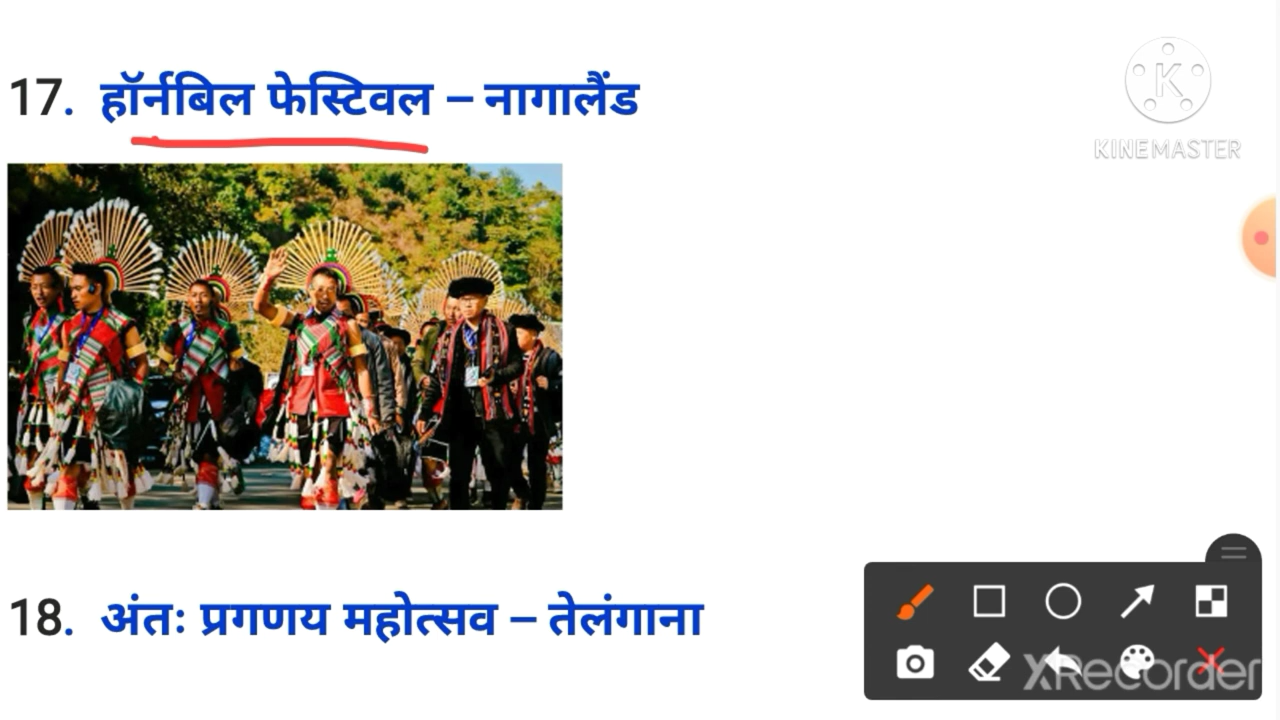 17. हॉर्नबिल फेस्टिवल – नागालैंड
K
KINEMASTER
18. अंतः प्रगणय महोत्सव – तेलंगाना
XRecorder